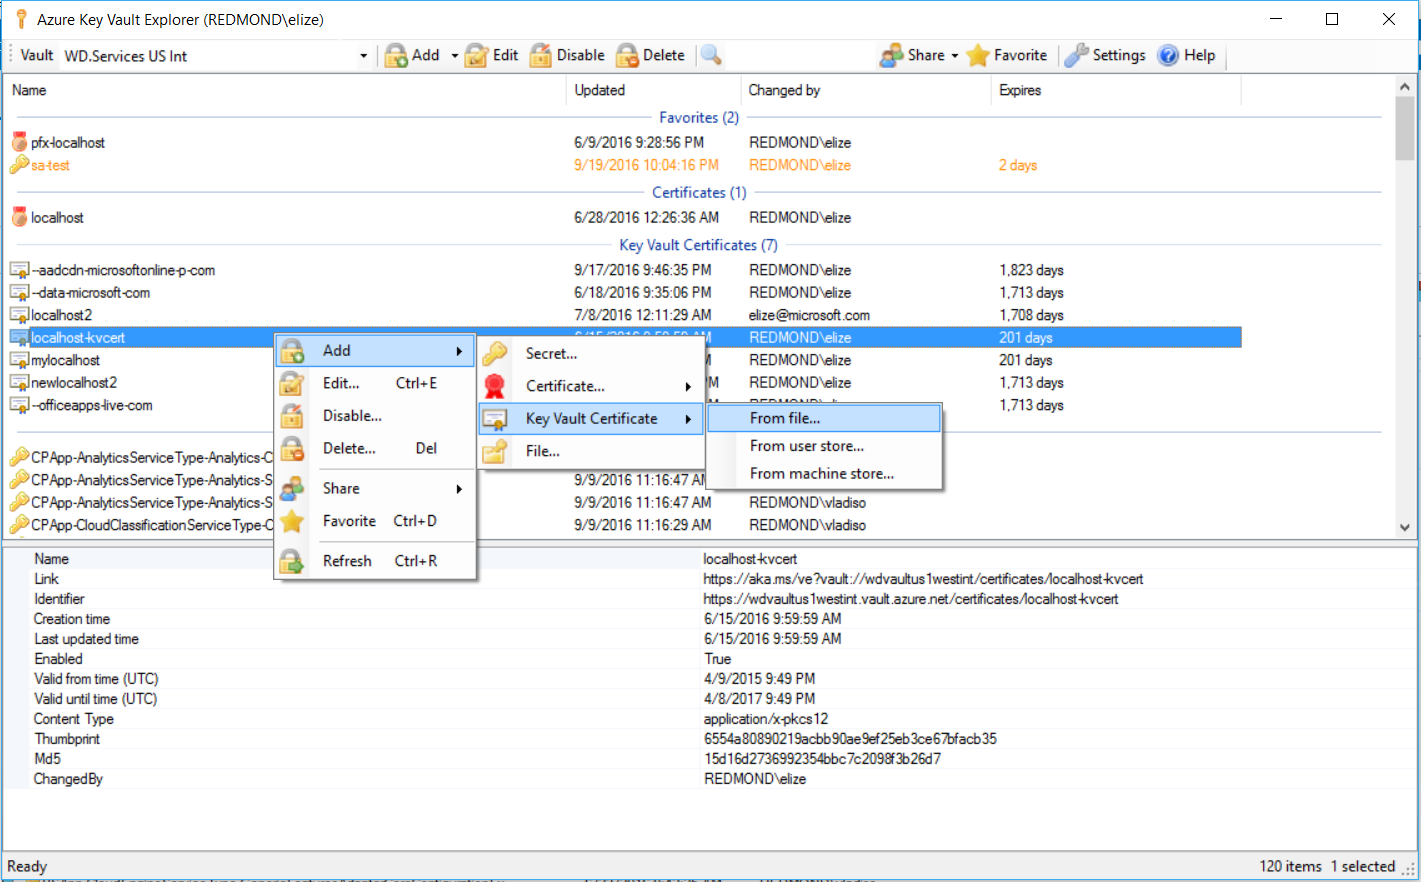 Azure Key Vault Explorer (REDMOND\elize)
Vault WD.Services US Int Add Edit Disable Delete Share Favorite Settings Help
Name Updated Changed by Expires
Favorites (2)
pfx-localhost 6/9/2016 9:28:56 PM REDMOND\elize
sa-test 9/19/2016 10:04:16 PM REDMOND\elize 2 days
Certificates (1)
localhost 6/28/2016 12:26:36 AM REDMOND\elize
Key Vault Certificates (7)
--aadcdn-microsoftonline-p-com 9/17/2016 9:46:35 PM REDMOND\elize 1,823 days
--data-microsoft-com 6/18/2016 9:35:06 PM REDMOND\elize 1,713 days
localhost2 7/8/2016 12:11:29 AM elize@microsoft.com 1,708 days
localhost-kvcert REDMOND\elize 201 days
mylocalhost REDMOND\elize 201 days
newlocalhost2 REDMOND\elize 1,713 days
--officeapps-live-com REDMOND\elize 1,713 days
CPApp-AnalyticsServiceType-Analytics-C
CPApp-AnalyticsServiceType-Analytics-S 9/9/2016 11:16:47 AM
CPApp-AnalyticsServiceType-Analytics-S 9/9/2016 11:16:47 AM REDMOND\vladiso
CPApp-CloudClassificationServiceType-C 9/9/2016 11:16:29 AM REDMOND\vladiso
Add
Edit... Ctrl+E
Disable...
Delete... Del
Share
Favorite Ctrl+D
Refresh Ctrl+R
Secret...
Certificate...
Key Vault Certificate
File...
From file...
From user store...
From machine store...
Name localhost-kvcert
Link https://aka.ms/ve?vault://wdvaultus1westint/certificates/localhost-kvcert
Identifier https://wdvaultus1westint.vault.azure.net/certificates/localhost-kvcert
Creation time 6/15/2016 9:59:59 AM
Last updated time 6/15/2016 9:59:59 AM
Enabled True
Valid from time (UTC) 4/9/2015 9:49 PM
Valid until time (UTC) 4/8/2017 9:49 PM
Content Type application/x-pkcs12
Thumbprint 6554a80890219acbb90ae9ef25eb3ce67bfacb35
Md5 15d16d2736992354bbc7c2098f3b26d7
ChangedBy REDMOND\elize
Ready 120 items 1 selected